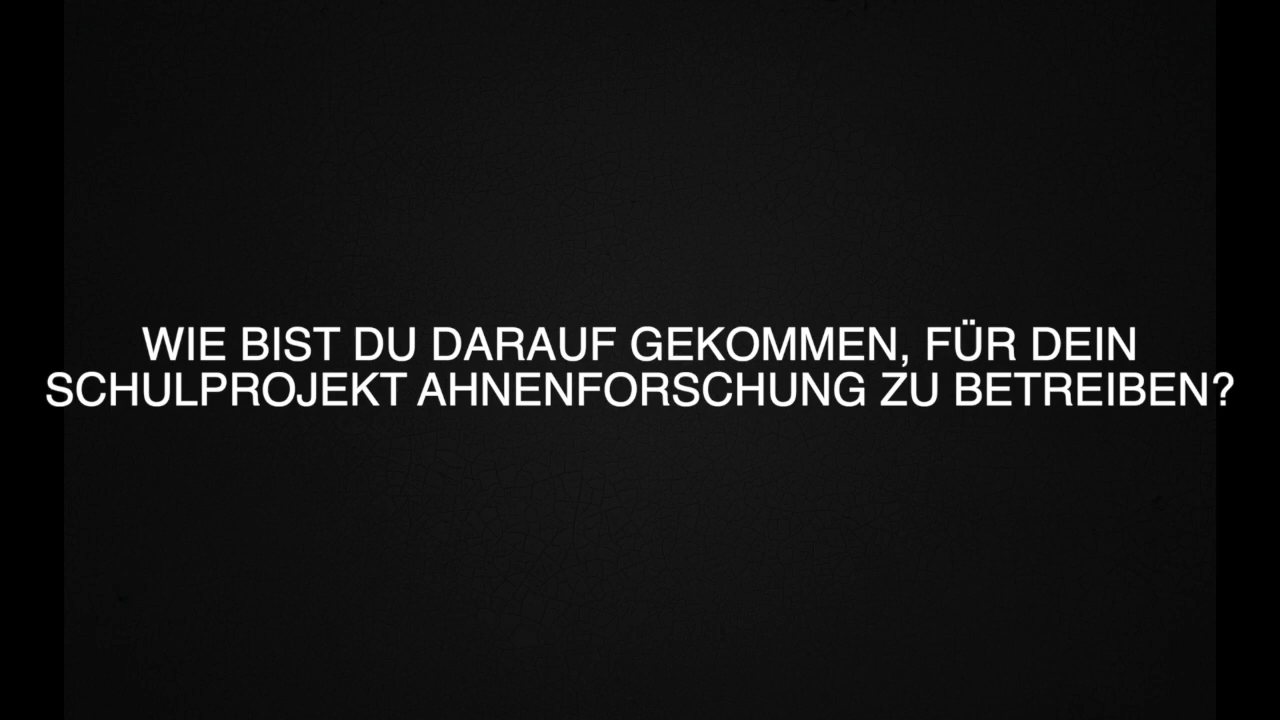 WIE BIST DU DARAUF GEKOMMEN, FÜR DEIN
SCHULPROJEKT AHNENFORSCHUNG ZU BETREIBEN?